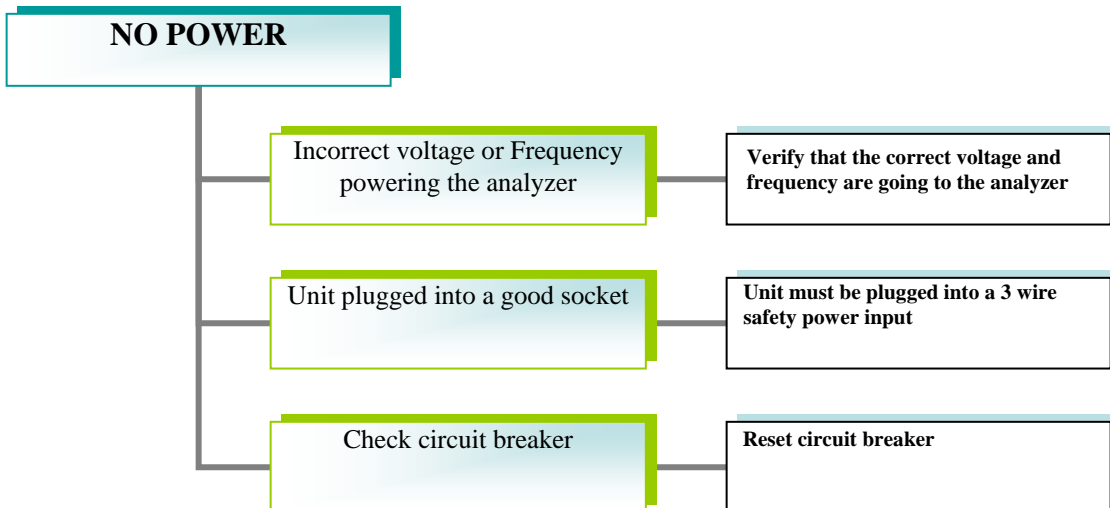 NO POWER
Incorrect voltage or Frequency
powering the analyzer
Verify that the correct voltage and
frequency are going to the analyzer
Unit plugged into a good socket
Unit must be plugged into a 3 wire
safety power input
Check circuit breaker
Reset circuit breaker